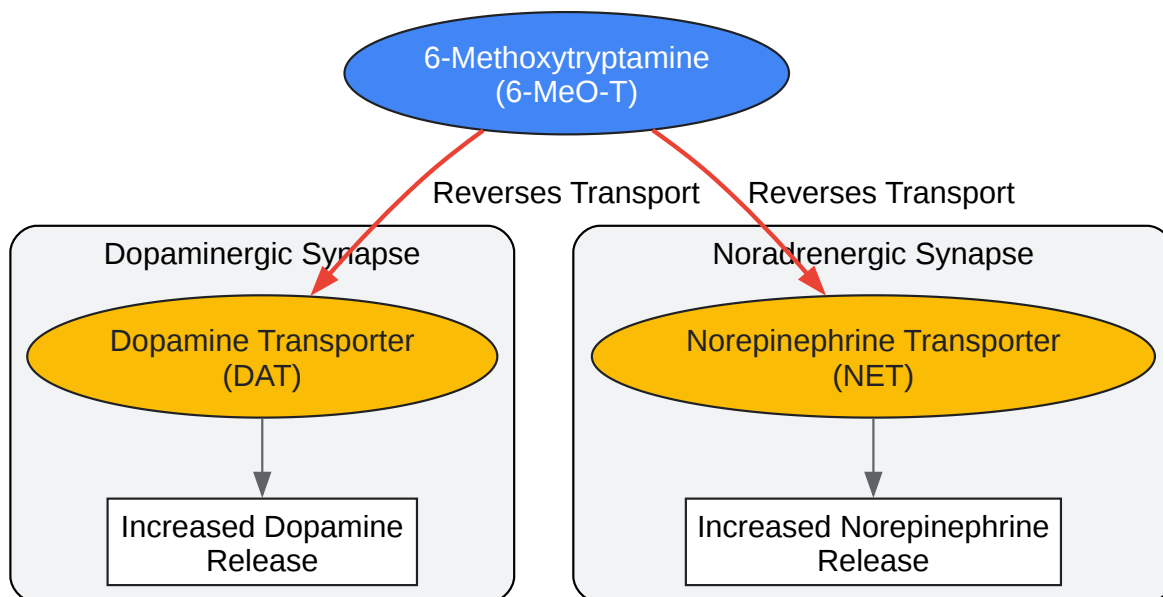 6-Methoxytryptamine
(6-MeO-T)
Reverses Transport
Reverses Transport
Dopaminergic Synapse
Dopamine Transporter
(DAT)
Increased Dopamine
Release
Noradrenergic Synapse
Norepinephrine Transporter
(NET)
Increased Norepinephrine
Release